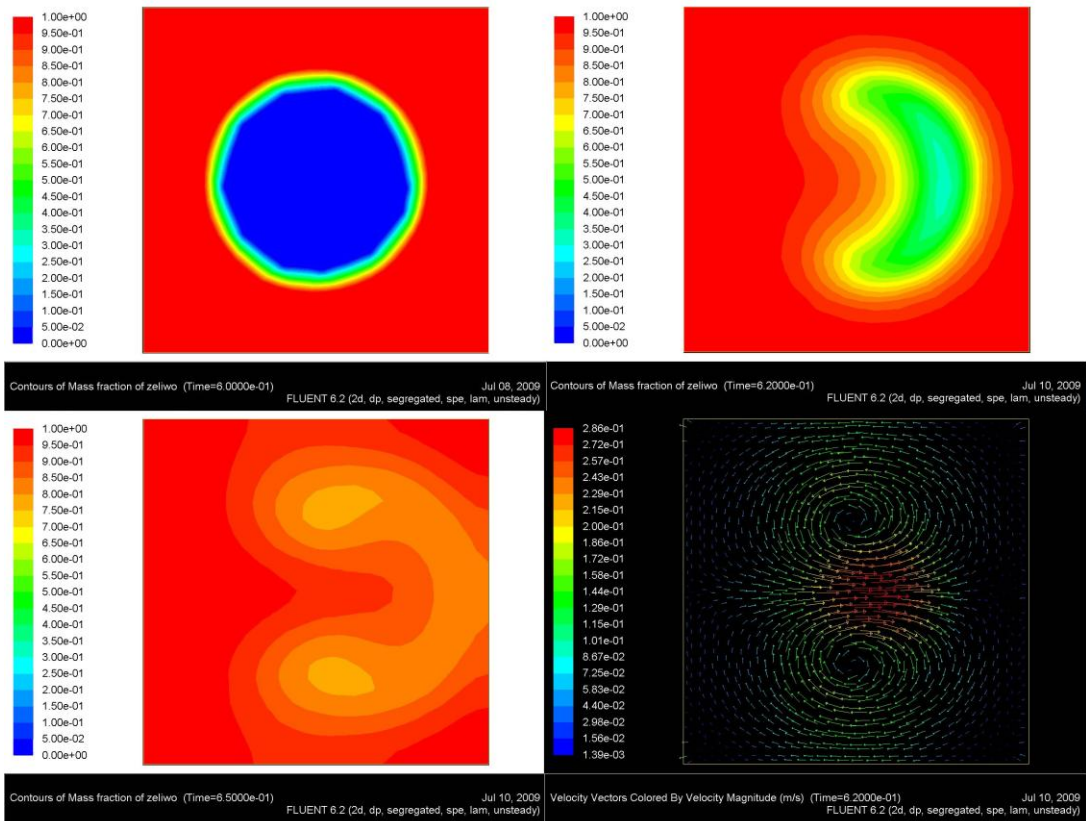 1.00e+00
9.50e-01
9.00e-01
8.50e-01
8.00e-01
7.50e-01
7.00e-01
6.50e-01
6.00e-01
5.50e-01
5.00e-01
4.50e-01
4.00e-01
3.50e-01
3.00e-01
2.50e-01
2.00e-01
1.50e-01
1.00e-01
5.00e-02
0.00e+00
Contours of Mass fraction of zeliwo (Time=6.0000e-01)
Jul 08, 2009
FLUENT 6.2 (2d, dp, segregated, spe, lam, unsteady)
1.00e+00
9.50e-01
9.00e-01
8.50e-01
8.00e-01
7.50e-01
7.00e-01
6.50e-01
6.00e-01
5.50e-01
5.00e-01
4.50e-01
4.00e-01
3.50e-01
3.00e-01
2.50e-01
2.00e-01
1.50e-01
1.00e-01
5.00e-02
0.00e+00
Contours of Mass fraction of zeliwo (Time=6.2000e-01)
Jul 10, 2009
FLUENT 6.2 (2d, dp, segregated, spe, lam, unsteady)
1.00e+00
9.50e-01
9.00e-01
8.50e-01
8.00e-01
7.50e-01
7.00e-01
6.50e-01
6.00e-01
5.50e-01
5.00e-01
4.50e-01
4.00e-01
3.50e-01
3.00e-01
2.50e-01
2.00e-01
1.50e-01
1.00e-01
5.00e-02
0.00e+00
Contours of Mass fraction of zeliwo (Time=6.5000e-01)
Jul 10, 2009
FLUENT 6.2 (2d, dp, segregated, spe, lam, unsteady)
2.86e-01
2.72e-01
2.57e-01
2.43e-01
2.29e-01
2.15e-01
2.00e-01
1.86e-01
1.72e-01
1.58e-01
1.44e-01
1.29e-01
1.15e-01
1.01e-01
8.67e-02
7.25e-02
5.83e-02
4.40e-02
2.98e-02
1.56e-02
1.39e-03
Velocity Vectors Colored By Velocity Magnitude (m/s) (Time=6.2000e-01)
Jul 10, 2009
FLUENT 6.2 (2d, dp, segregated, spe, lam, unsteady)